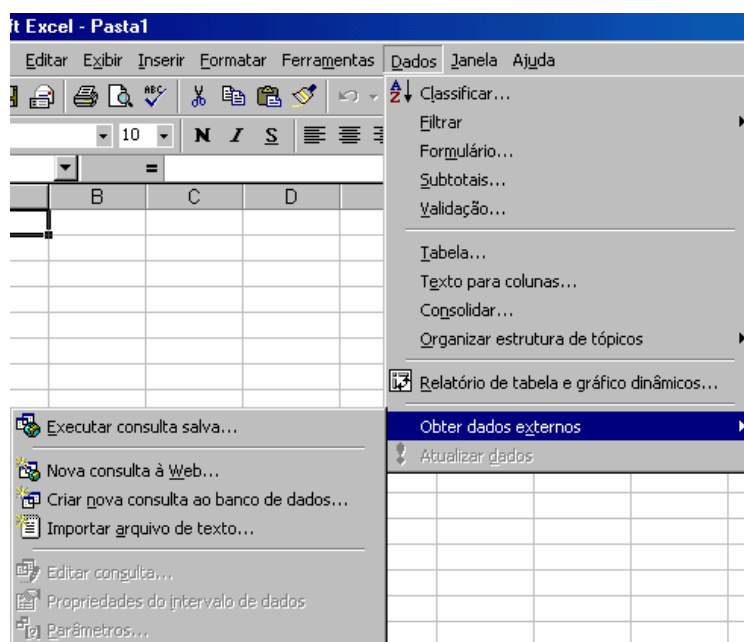 ft Excel - Pasta1
Editar Exibir Inserir Formatar Ferramentas Dados Janela Ajuda
ABC
10 N I S
=
B C D
Classificar...
Filtrar
Formulário...
Subtotais...
Validação...
Tabela...
Texto para colunas...
Consolidar...
Organizar estrutura de tópicos
Relatório de tabela e gráfico dinâmicos...
Obter dados externos
Atualizar dados
Executar consulta salva...
Nova consulta à Web...
Criar nova consulta ao banco de dados...
Importar arquivo de texto...
Editar consulta...
Propriedades do intervalo de dados
Parâmetros...